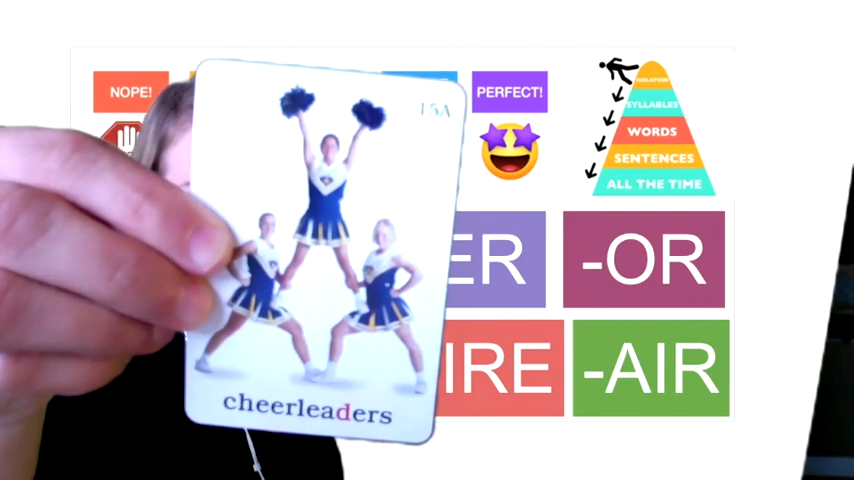 NOPE!
PERFECT!
ISOLATION
SYLLABLES
WORDS
SENTENCES
ALL THE TIME
15A
cheerleaders
ER
-OR
IRE
-AIR